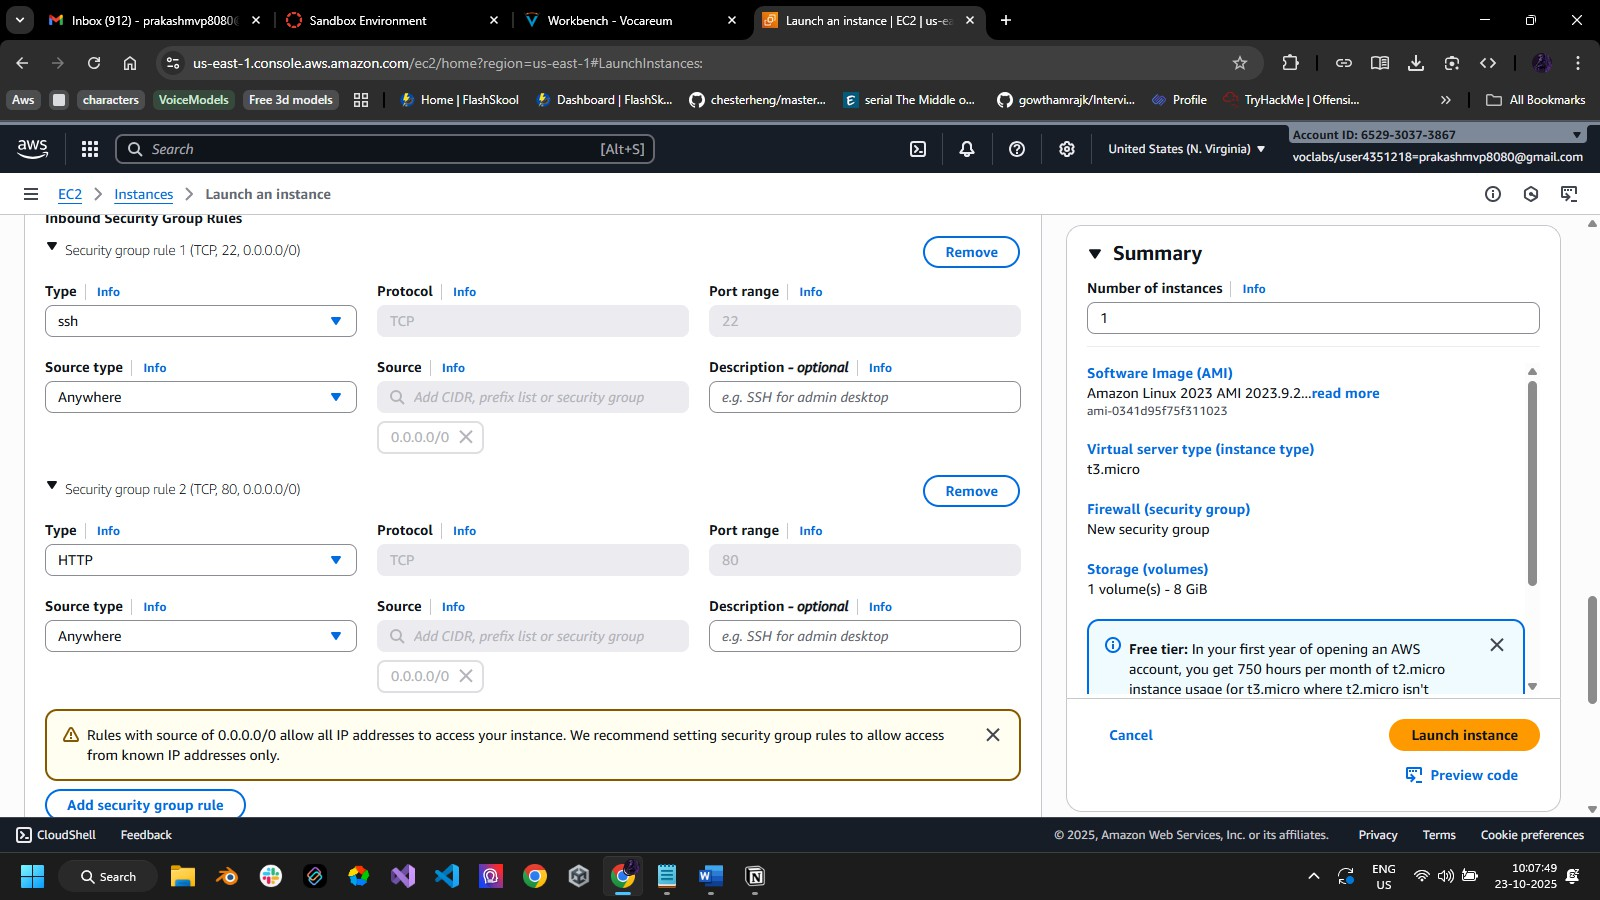 Inbox (912) - prakashmvp8080@
Sandbox Environment
Workbench - Vocareum
Launch an instance | EC2 | us-ea
us-east-1.console.aws.amazon.com/ec2/home?region=us-east-1#LaunchInstances:
Aws
characters
VoiceModels
Free 3d models
Home | FlashSkool
Dashboard | FlashSk...
chesterheng/master...
serial The Middle o...
gowthamrajk/Intervi...
Profile
TryHackMe | Offensi...
All Bookmarks
aws
Search
[Alt+S]
United States (N. Virginia)
Account ID: 6529-3037-3867
voclabs/user4351218=prakashmvp8080@gmail.com
EC2
Instances
Launch an instance
Inbound Security Group Rules
Security group rule 1 (TCP, 22, 0.0.0.0/0)
Remove
Type
Info
Protocol
Info
Port range
Info
ssh
TCP
22
Source type
Info
Source
Info
Description - optional
Info
Anywhere
Add CIDR, prefix list or security group
e.g. SSH for admin desktop
0.0.0.0/0
Security group rule 2 (TCP, 80, 0.0.0.0/0)
Remove
Type
Info
Protocol
Info
Port range
Info
HTTP
TCP
80
Source type
Info
Source
Info
Description - optional
Info
Anywhere
Add CIDR, prefix list or security group
e.g. SSH for admin desktop
0.0.0.0/0
Rules with source of 0.0.0.0/0 allow all IP addresses to access your instance. We recommend setting security group rules to allow access
from known IP addresses only.
Add security group rule
Summary
Number of instances
Info
1
Software Image (AMI)
Amazon Linux 2023 AMI 2023.9.2...read more
ami-0341d95f75f311023
Virtual server type (instance type)
t3.micro
Firewall (security group)
New security group
Storage (volumes)
1 volume(s) - 8 GiB
Free tier: In your first year of opening an AWS
account, you get 750 hours per month of t2.micro
instance usage (or t3.micro where t2.micro isn't
Cancel
Launch instance
Preview code
CloudShell
Feedback
© 2025, Amazon Web Services, Inc. or its affiliates.
Privacy
Terms
Cookie preferences
Search
ENG
US
10:07:49
23-10-2025